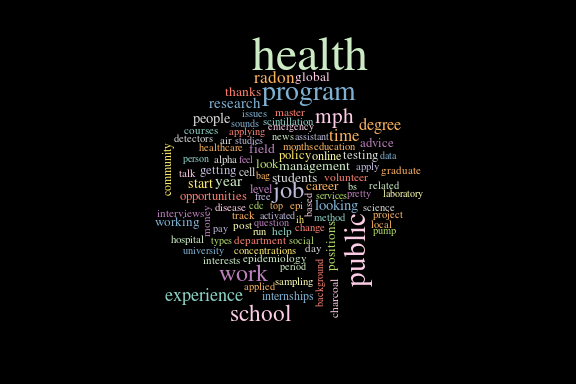 health
radon global
thanks program
research
issues master
people sounds scintillation mph degree
courses applying emergency
detectors air studies news assistant time advice
healthcare field months education
person alpha feel policy online testing data
community talk getting cell look management apply graduate
start year bag students volunteer
level job career bs related
opportunities free based services pretty laboratory
disease cdc top epi looking science
interviews money track activated ih method project
working pay post question change positions public local
run help pump
hospital types department social
university concentrations day
interests epidemiology
work period background
applied sampling charcoal
experience internships
school